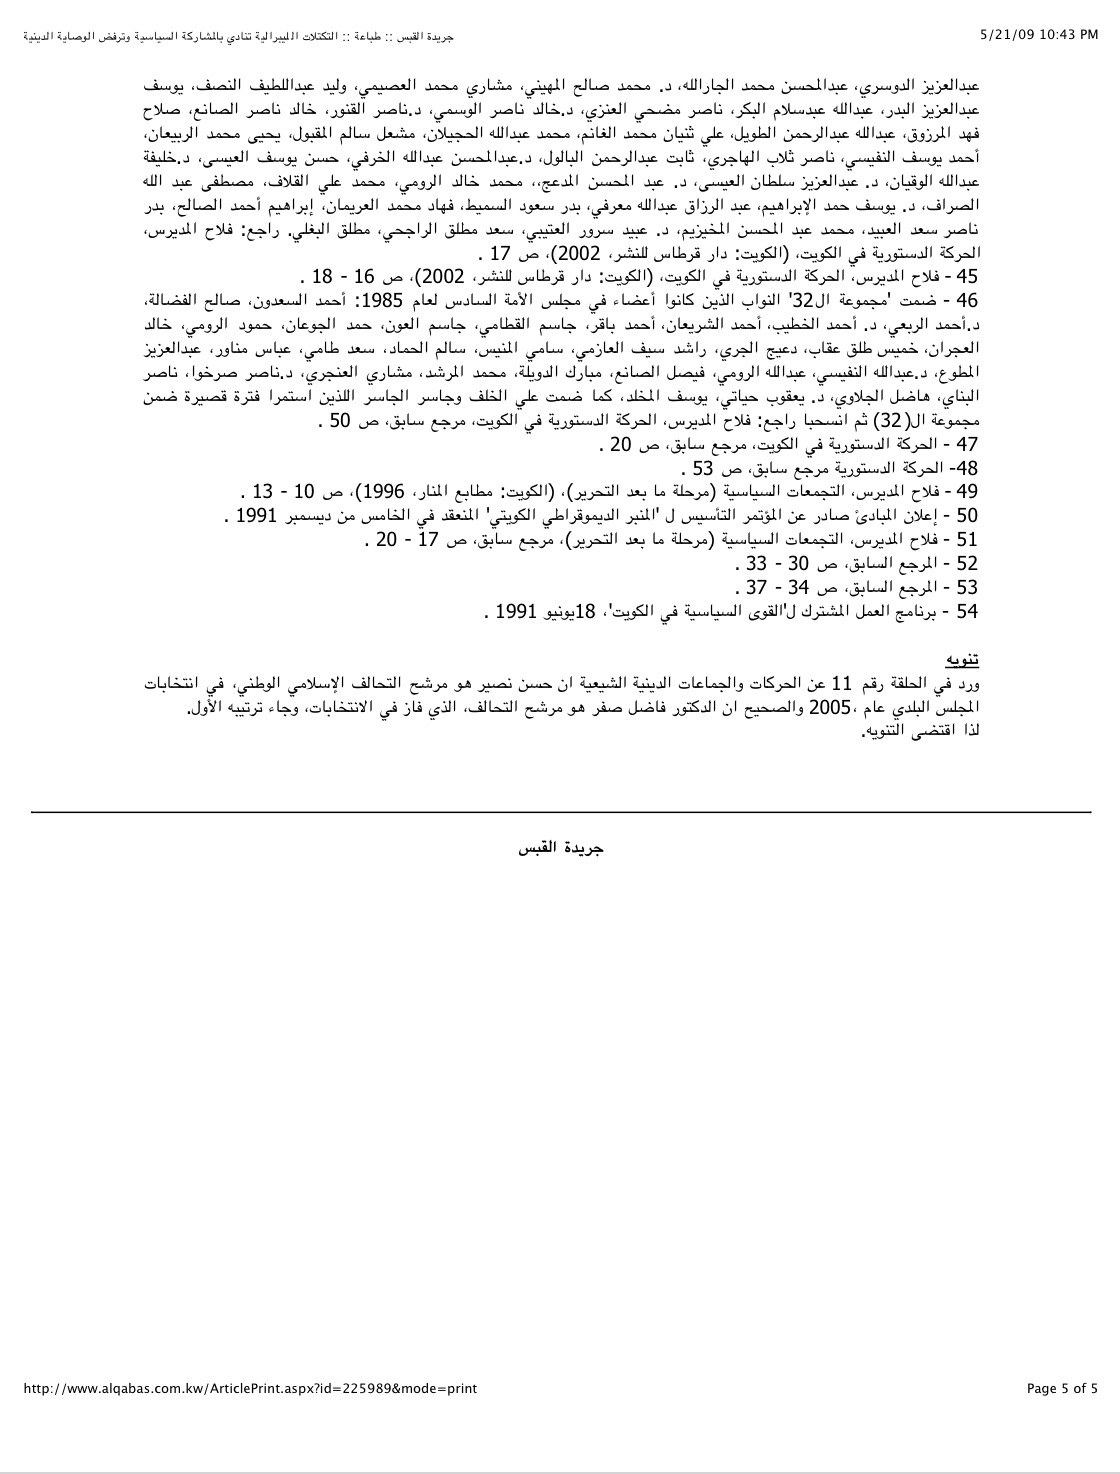 جريدة القبس :: طباعة :: التكتلات الليبرالية تنادي بالمشاركة السياسية وترفض الوصاية الدينية
5/21/09 10:43 PM
عبدالعزيز الدوسري، عبدالمحسن محمد الجارالله، د. محمد صالح المهيني، مشاري محمد العصيمي، وليد عبداللطيف النصف، يوسف
عبدالعزيز البدر، عبدالله عبدسلام البكر، ناصر مضحي العنزي، د.خالد ناصر الوسمي، د.ناصر القنور، خالد ناصر الصانع، صلاح
فهد المرزوق، عبدالله عبدالرحمن الطويل، علي ثنيان محمد الغانم، محمد عبدالله الحجيلان، مشعل سالم المقبول، يحيى محمد الربيعان،
أحمد يوسف النفيسي، ناصر ثلاب الهاجري، ثابت عبدالرحمن البالول، د.عبدالمحسن عبدالله الخرفي، حسن يوسف العيسى، د.خليفة
عبدالله الوقيان، د. عبدالعزيز سلطان العيسى، د. عبد المحسن المدعج،، محمد خالد الرومي، محمد علي القلاف، مصطفى عبد الله
الصراف، د. يوسف حمد الإبراهيم، عبد الرزاق عبدالله معرفي، بدر سعود السميط، فهاد محمد العريمان، إبراهيم أحمد الصالح، بدر
ناصر سعد العبيد، محمد عبد المحسن المخيزيم، د. عبيد سرور العتيبي، سعد مطلق الراجحي، مطلق البغلي. راجع: فلاح المديرس،
الحركة الدستورية في الكويت، (الكويت: دار قرطاس للنشر، 2002)، ص 17 .
45 - فلاح المديرس، الحركة الدستورية في الكويت، (الكويت: دار قرطاس للنشر، 2002)، ص 16 - 18 .
46 - ضمت 'مجموعة ال32' النواب الذين كانوا أعضاء في مجلس الأمة السادس لعام 1985: أحمد السعدون، صالح الفضالة،
د.أحمد الربعي، د. أحمد الخطيب، أحمد الشريعان، أحمد باقر، جاسم القطامي، جاسم العون، حمد الجوعان، حمود الرومي، خالد
العجران، خميس طلق عقاب، دعيج الجري، راشد سيف العازمي، سامي المنيس، سالم الحماد، سعد طامي، عباس مناور، عبدالعزيز
المطوع، د.عبدالله النفيسي، عبدالله الرومي، فيصل الصانع، مبارك الدويلة، محمد المرشد، مشاري العنجري، د.ناصر صرخوا، ناصر
البناي، هاضل الجلاوي، د. يعقوب حياتي، يوسف المخلد، كما ضمت علي الخلف وجاسر الجاسر اللذين استمرا فترة قصيرة ضمن
مجموعة ال(32) ثم انسحبا راجع: فلاح المديرس، الحركة الدستورية في الكويت، مرجع سابق، ص 50 .
47 - الحركة الدستورية في الكويت، مرجع سابق، ص 20 .
48- الحركة الدستورية مرجع سابق، ص 53 .
49 - فلاح المديرس، التجمعات السياسية (مرحلة ما بعد التحرير)، (الكويت: مطابع المنار، 1996)، ص 10 - 13 .
50 - إعلان المبادئ صادر عن المؤتمر التأسيس ل 'المنبر الديموقراطي الكويتي' المنعقد في الخامس من ديسمبر 1991 .
51 - فلاح المديرس، التجمعات السياسية (مرحلة ما بعد التحرير)، مرجع سابق، ص 17 - 20 .
52 - المرجع السابق، ص 30 - 33 .
53 - المرجع السابق، ص 34 - 37 .
54 - برنامج العمل المشترك ل'القوى السياسية في الكويت'، 18يونيو 1991 .
تنويه
ورد في الحلقة رقم 11 عن الحركات والجماعات الدينية الشيعية ان حسن نصير هو مرشح التحالف الإسلامي الوطني، في انتخابات
المجلس البلدي عام ،2005 والصحيح ان الدكتور فاضل صفر هو مرشح التحالف، الذي فاز في الانتخابات، وجاء ترتيبه الأول.
لذا اقتضى التنويه.
جريدة القبس
http://www.alqabas.com.kw/ArticlePrint.aspx?id=225989&mode=print
Page 5 of 5